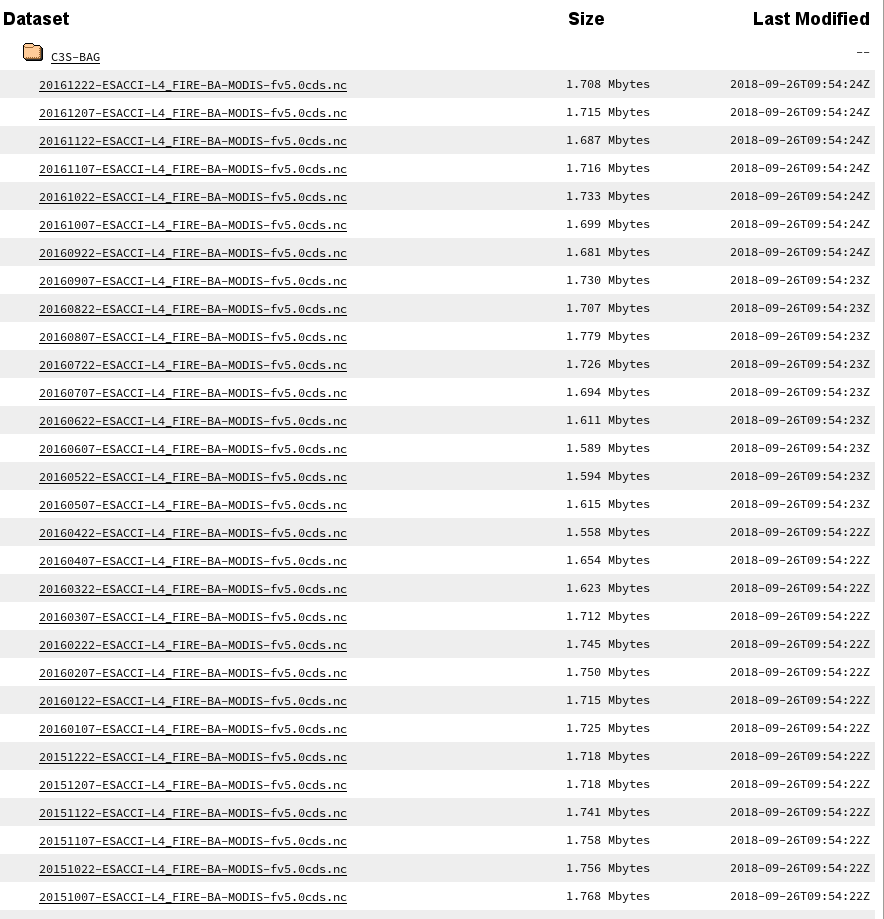 Dataset Size Last Modified
C3S-BAG --
20161222-ESACCI-L4_FIRE-BA-MODIS-fv5.0cds.nc 1.708 Mbytes 2018-09-26T09:54:24Z
20161207-ESACCI-L4_FIRE-BA-MODIS-fv5.0cds.nc 1.715 Mbytes 2018-09-26T09:54:24Z
20161122-ESACCI-L4_FIRE-BA-MODIS-fv5.0cds.nc 1.687 Mbytes 2018-09-26T09:54:24Z
20161107-ESACCI-L4_FIRE-BA-MODIS-fv5.0cds.nc 1.716 Mbytes 2018-09-26T09:54:24Z
20161022-ESACCI-L4_FIRE-BA-MODIS-fv5.0cds.nc 1.733 Mbytes 2018-09-26T09:54:24Z
20161007-ESACCI-L4_FIRE-BA-MODIS-fv5.0cds.nc 1.699 Mbytes 2018-09-26T09:54:24Z
20160922-ESACCI-L4_FIRE-BA-MODIS-fv5.0cds.nc 1.681 Mbytes 2018-09-26T09:54:24Z
20160907-ESACCI-L4_FIRE-BA-MODIS-fv5.0cds.nc 1.730 Mbytes 2018-09-26T09:54:23Z
20160822-ESACCI-L4_FIRE-BA-MODIS-fv5.0cds.nc 1.707 Mbytes 2018-09-26T09:54:23Z
20160807-ESACCI-L4_FIRE-BA-MODIS-fv5.0cds.nc 1.779 Mbytes 2018-09-26T09:54:23Z
20160722-ESACCI-L4_FIRE-BA-MODIS-fv5.0cds.nc 1.726 Mbytes 2018-09-26T09:54:23Z
20160707-ESACCI-L4_FIRE-BA-MODIS-fv5.0cds.nc 1.694 Mbytes 2018-09-26T09:54:23Z
20160622-ESACCI-L4_FIRE-BA-MODIS-fv5.0cds.nc 1.611 Mbytes 2018-09-26T09:54:23Z
20160607-ESACCI-L4_FIRE-BA-MODIS-fv5.0cds.nc 1.589 Mbytes 2018-09-26T09:54:23Z
20160522-ESACCI-L4_FIRE-BA-MODIS-fv5.0cds.nc 1.594 Mbytes 2018-09-26T09:54:23Z
20160507-ESACCI-L4_FIRE-BA-MODIS-fv5.0cds.nc 1.615 Mbytes 2018-09-26T09:54:23Z
20160422-ESACCI-L4_FIRE-BA-MODIS-fv5.0cds.nc 1.558 Mbytes 2018-09-26T09:54:22Z
20160407-ESACCI-L4_FIRE-BA-MODIS-fv5.0cds.nc 1.654 Mbytes 2018-09-26T09:54:22Z
20160322-ESACCI-L4_FIRE-BA-MODIS-fv5.0cds.nc 1.623 Mbytes 2018-09-26T09:54:22Z
20160307-ESACCI-L4_FIRE-BA-MODIS-fv5.0cds.nc 1.712 Mbytes 2018-09-26T09:54:22Z
20160222-ESACCI-L4_FIRE-BA-MODIS-fv5.0cds.nc 1.745 Mbytes 2018-09-26T09:54:22Z
20160207-ESACCI-L4_FIRE-BA-MODIS-fv5.0cds.nc 1.750 Mbytes 2018-09-26T09:54:22Z
20160122-ESACCI-L4_FIRE-BA-MODIS-fv5.0cds.nc 1.715 Mbytes 2018-09-26T09:54:22Z
20160107-ESACCI-L4_FIRE-BA-MODIS-fv5.0cds.nc 1.725 Mbytes 2018-09-26T09:54:22Z
20151222-ESACCI-L4_FIRE-BA-MODIS-fv5.0cds.nc 1.718 Mbytes 2018-09-26T09:54:22Z
20151207-ESACCI-L4_FIRE-BA-MODIS-fv5.0cds.nc 1.718 Mbytes 2018-09-26T09:54:22Z
20151122-ESACCI-L4_FIRE-BA-MODIS-fv5.0cds.nc 1.741 Mbytes 2018-09-26T09:54:22Z
20151107-ESACCI-L4_FIRE-BA-MODIS-fv5.0cds.nc 1.758 Mbytes 2018-09-26T09:54:22Z
20151022-ESACCI-L4_FIRE-BA-MODIS-fv5.0cds.nc 1.756 Mbytes 2018-09-26T09:54:22Z
20151007-ESACCI-L4_FIRE-BA-MODIS-fv5.0cds.nc 1.768 Mbytes 2018-09-26T09:54:22Z